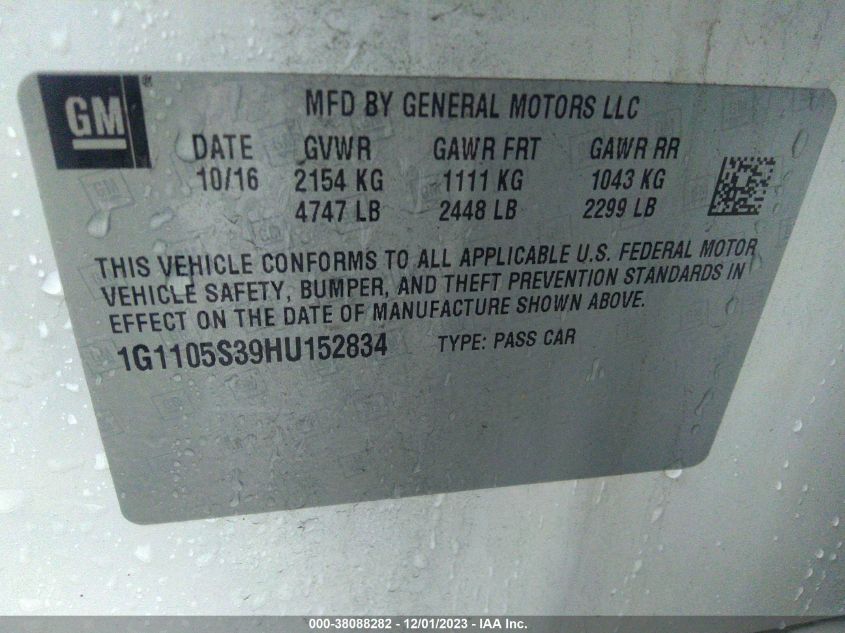 GM ®
MFD BY GENERAL MOTORS LLC
DATE GVWR GAWR FRT GAWR RR
10/16 2154 KG 1111 KG 1043 KG
4747 LB 2448 LB 2299 LB
THIS VEHICLE CONFORMS TO ALL APPLICABLE U.S. FEDERAL MOTOR
VEHICLE SAFETY, BUMPER, AND THEFT PREVENTION STANDARDS IN
EFFECT ON THE DATE OF MANUFACTURE SHOWN ABOVE.
1G1105S39HU152834 TYPE: PASS CAR
000-38088282 - 12/01/2023 - IAA Inc.